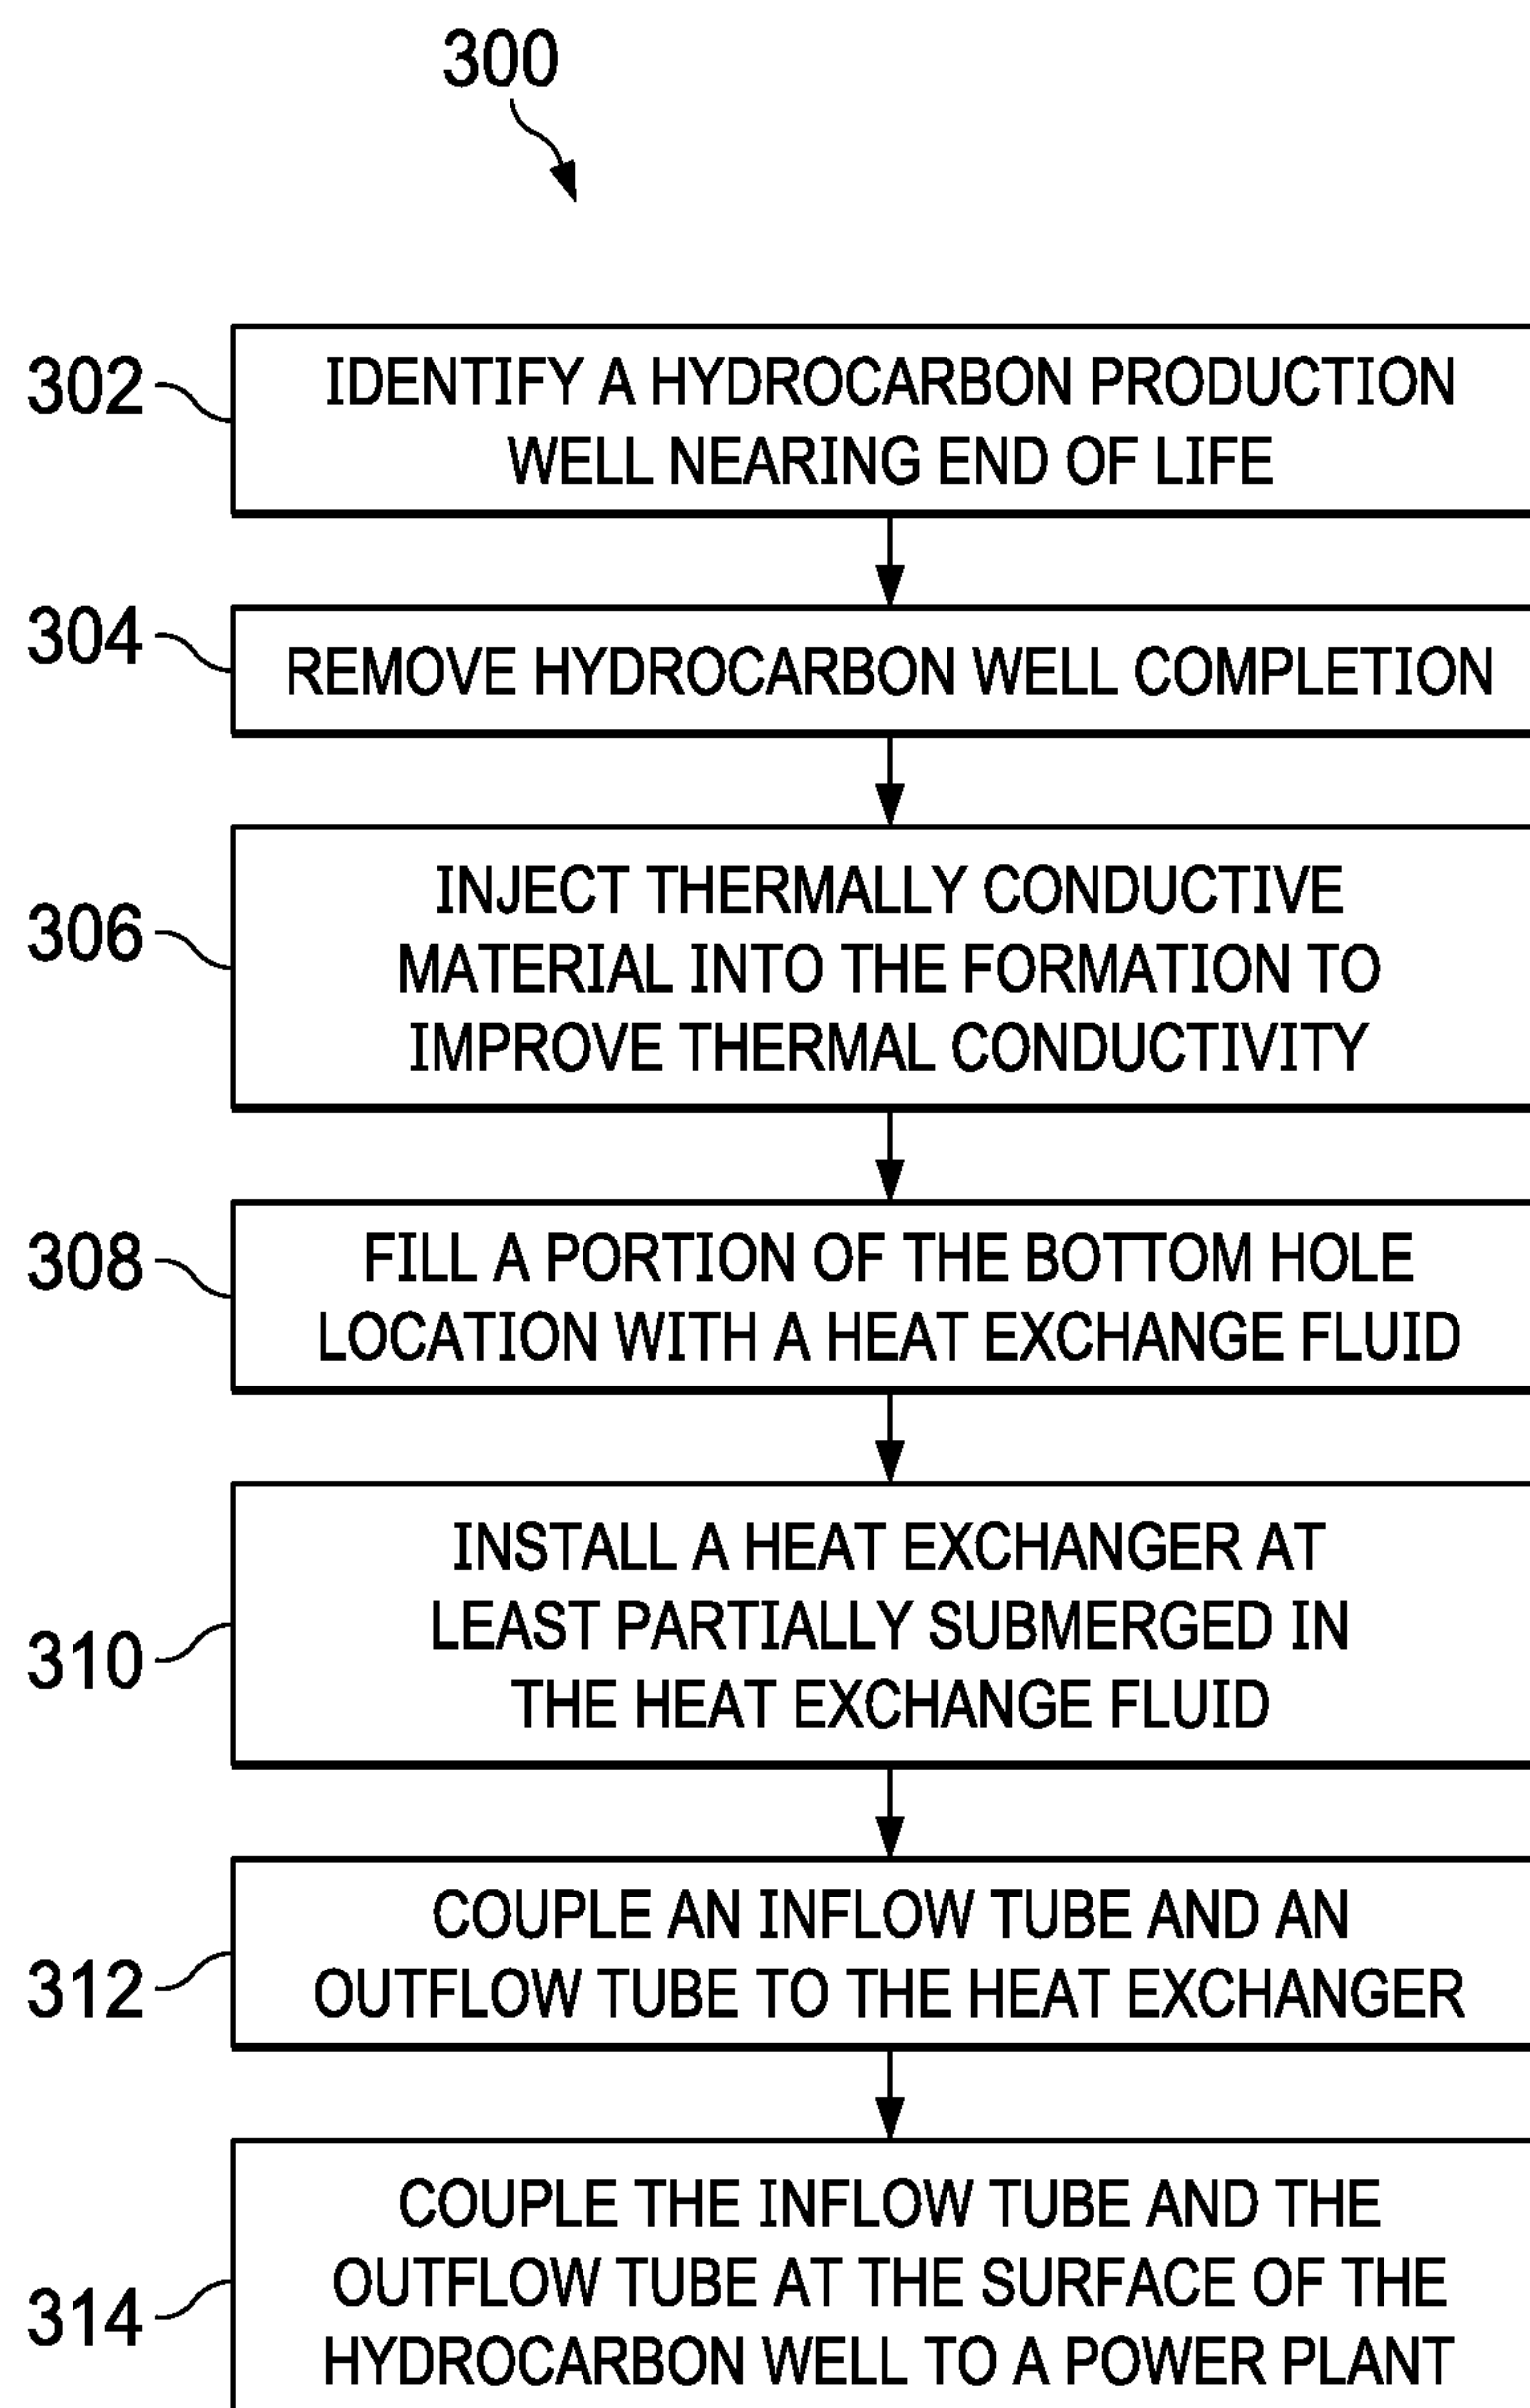 300
302
IDENTIFY A HYDROCARBON PRODUCTION
WELL NEARING END OF LIFE
304
REMOVE HYDROCARBON WELL COMPLETION
306
INJECT THERMALLY CONDUCTIVE
MATERIAL INTO THE FORMATION TO
IMPROVE THERMAL CONDUCTIVITY
308
FILL A PORTION OF THE BOTTOM HOLE
LOCATION WITH A HEAT EXCHANGE FLUID
310
INSTALL A HEAT EXCHANGER AT
LEAST PARTIALLY SUBMERGED IN
THE HEAT EXCHANGE FLUID
312
COUPLE AN INFLOW TUBE AND AN
OUTFLOW TUBE TO THE HEAT EXCHANGER
314
COUPLE THE INFLOW TUBE AND THE
OUTFLOW TUBE AT THE SURFACE OF THE
HYDROCARBON WELL TO A POWER PLANT